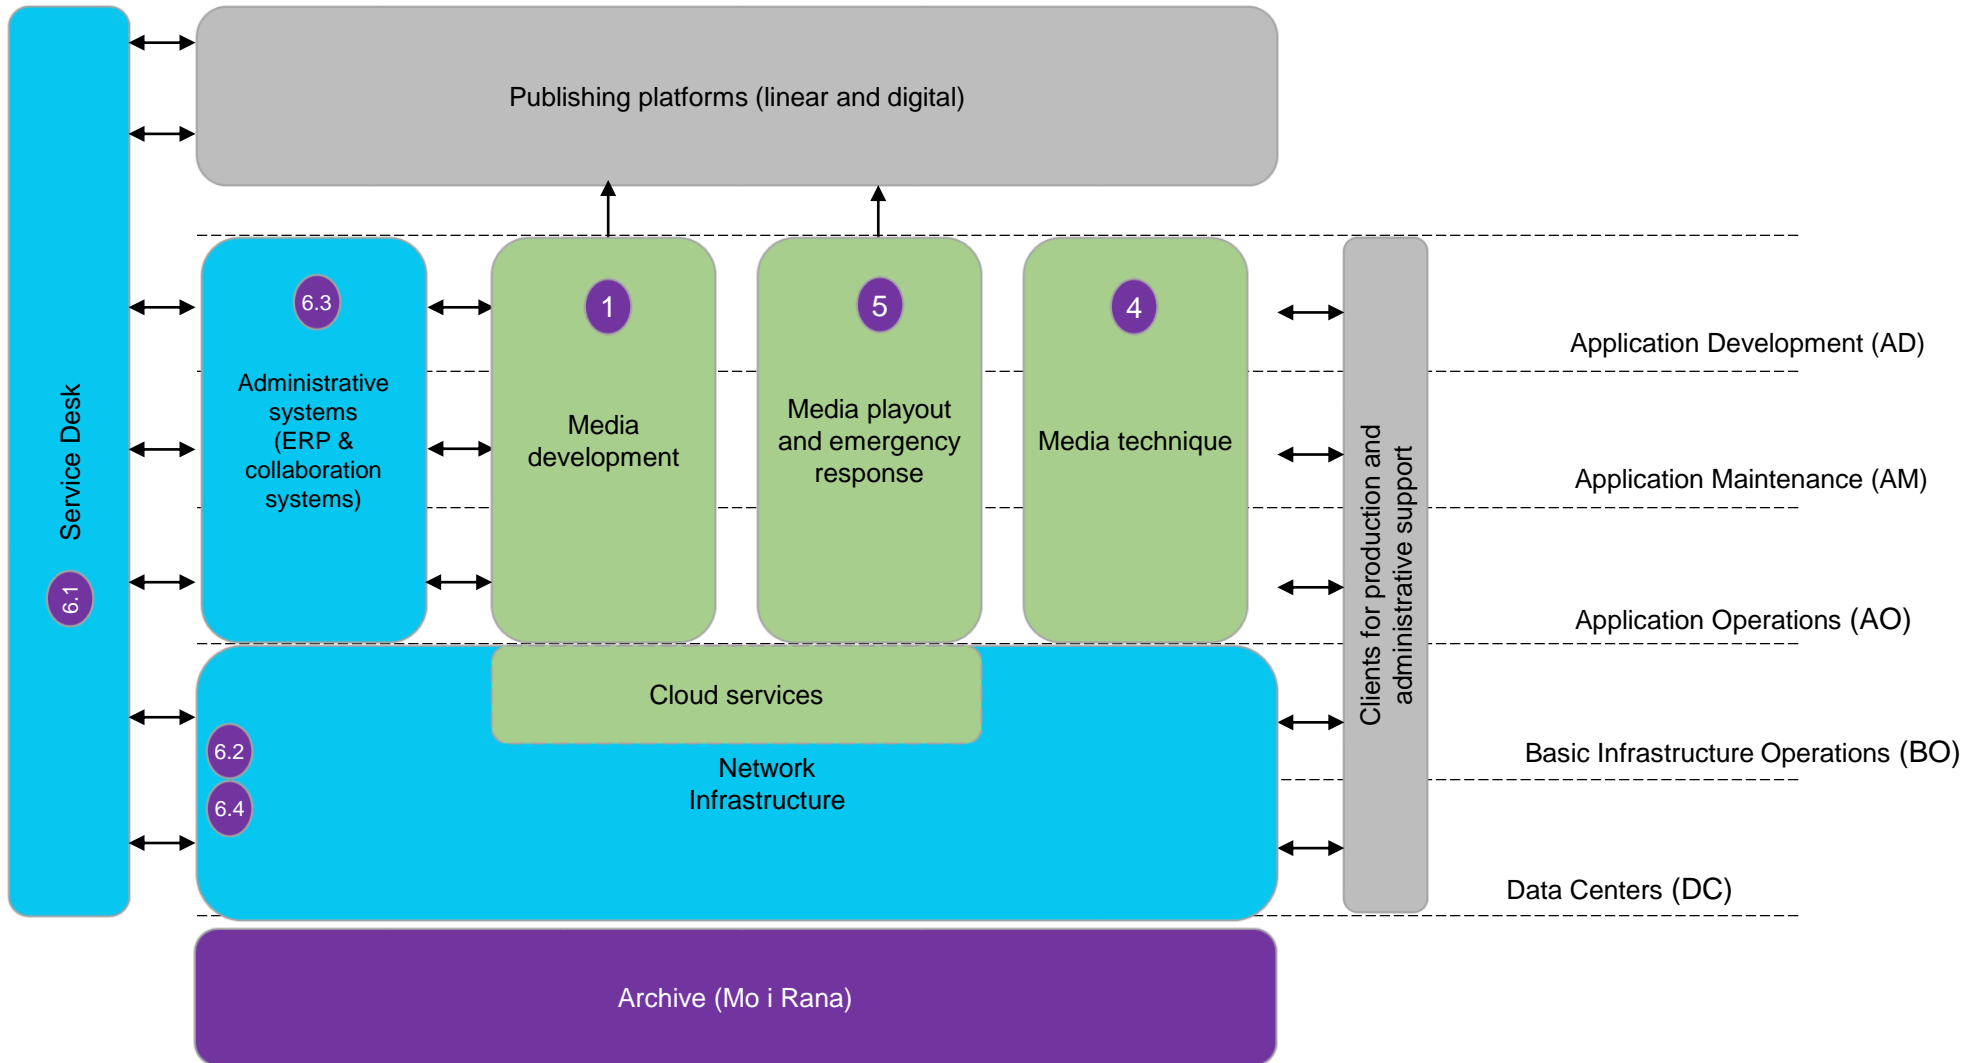 Publishing platforms (linear and digital)
Service Desk
6.1
6.3
Administrative
systems
(ERP &
collaboration
systems)
1
Media
development
5
Media playout
and emergency
response
4
Media technique
Clients for production and
administrative support
Application Development (AD)
Application Maintenance (AM)
Application Operations (AO)
Cloud services
6.2
6.4
Network
Infrastructure
Basic Infrastructure Operations (BO)
Data Centers (DC)
Archive (Mo i Rana)